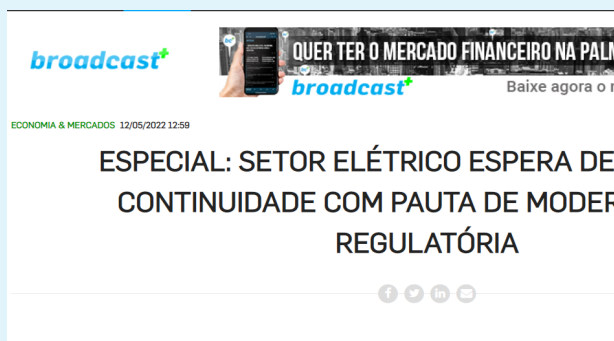 broadcast+
QUER TER O MERCADO FINANCEIRO NA
broadcast+
Baixe agora o
ECONOMIA & MERCADOS 12/05/2022 12:59
ESPECIAL: SETOR ELÉTRICO ESPERA DE
CONTINUIDADE COM PAUTA DE MODER
REGULATÓRIA